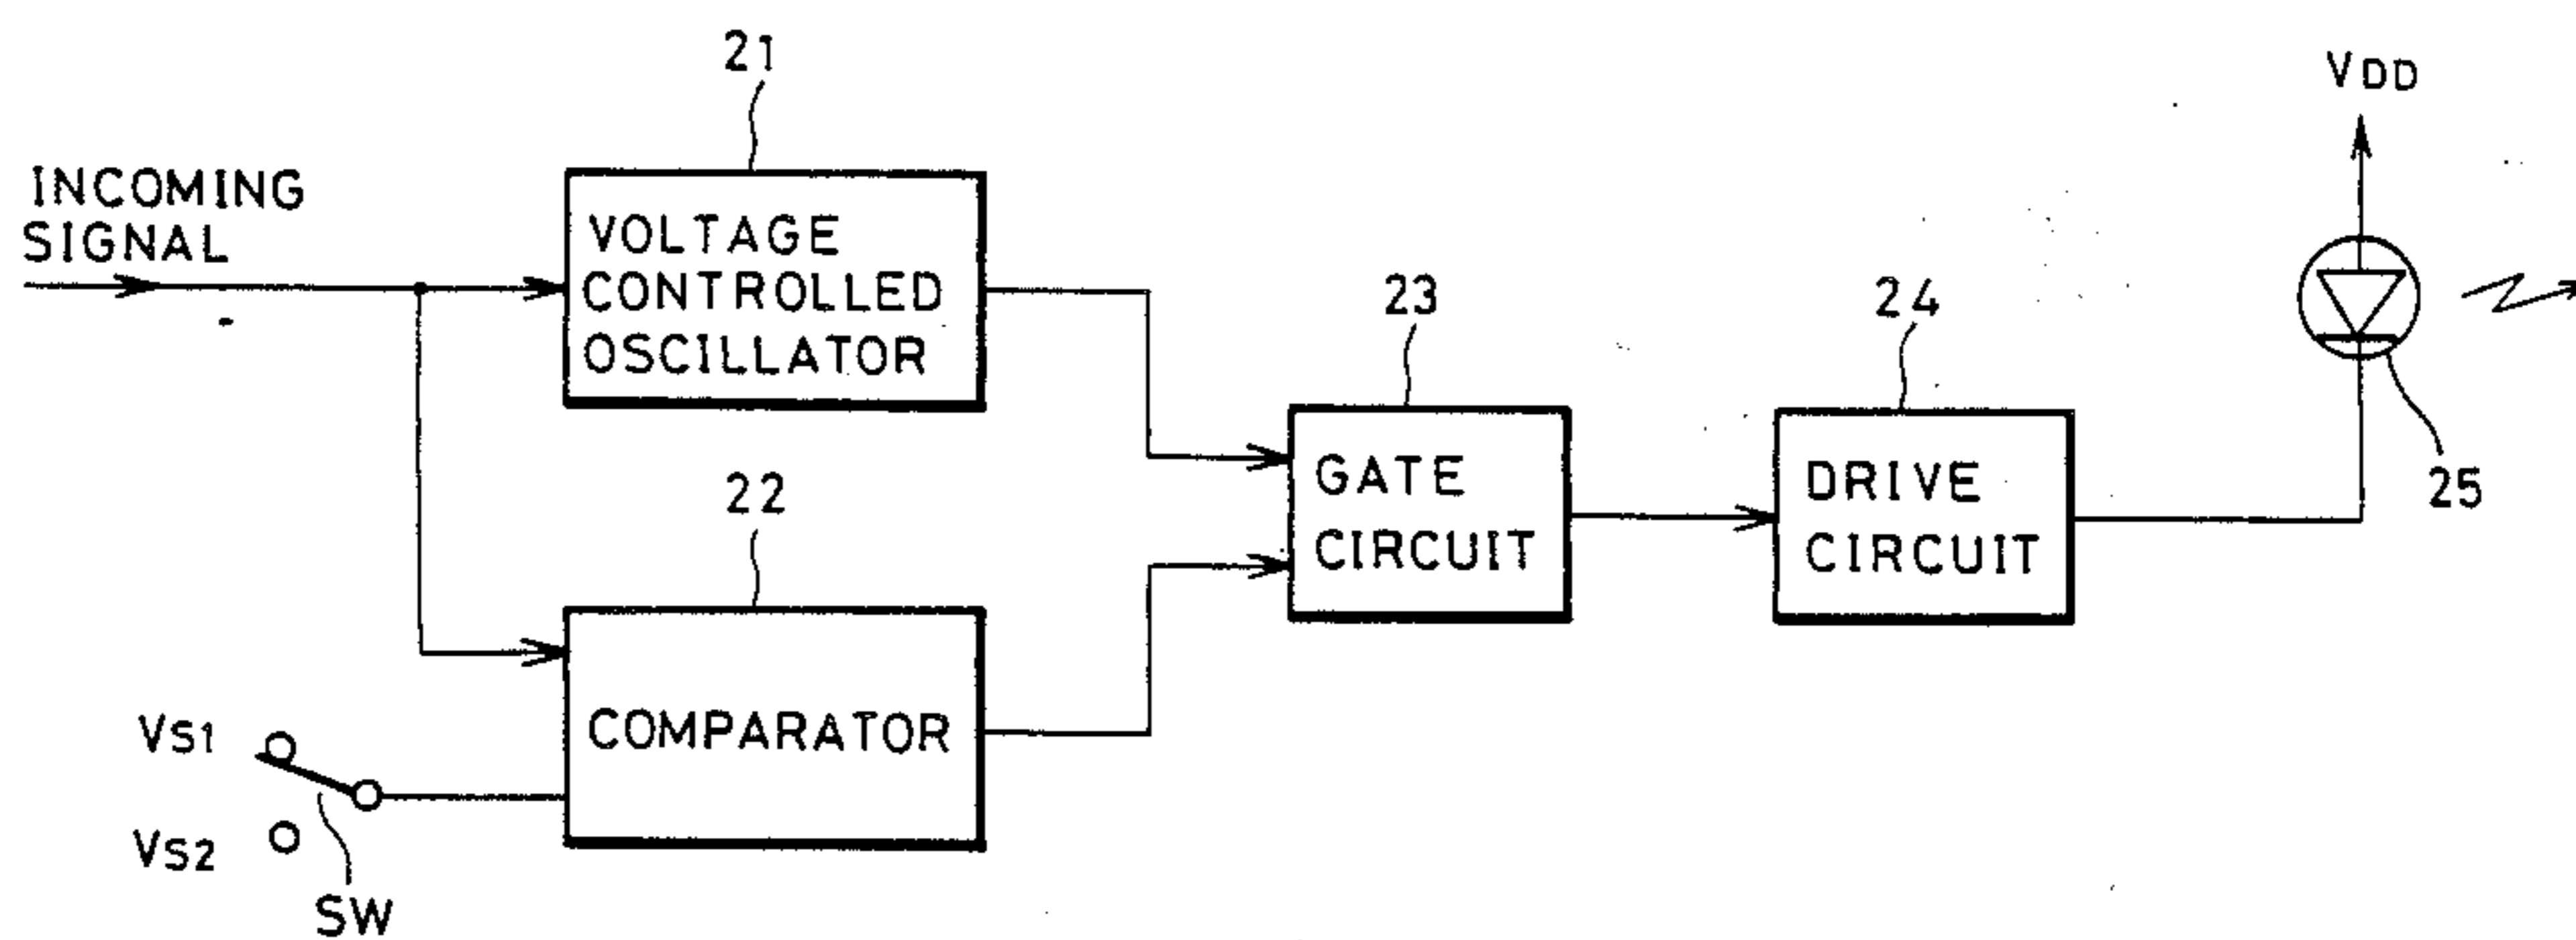 21
VDD
INCOMING
SIGNAL
VOLTAGE
CONTROLLED
OSCILLATOR
23
24
22
GATE
CIRCUIT
DRIVE
CIRCUIT
25
COMPARATOR
VS1
VS2
SW